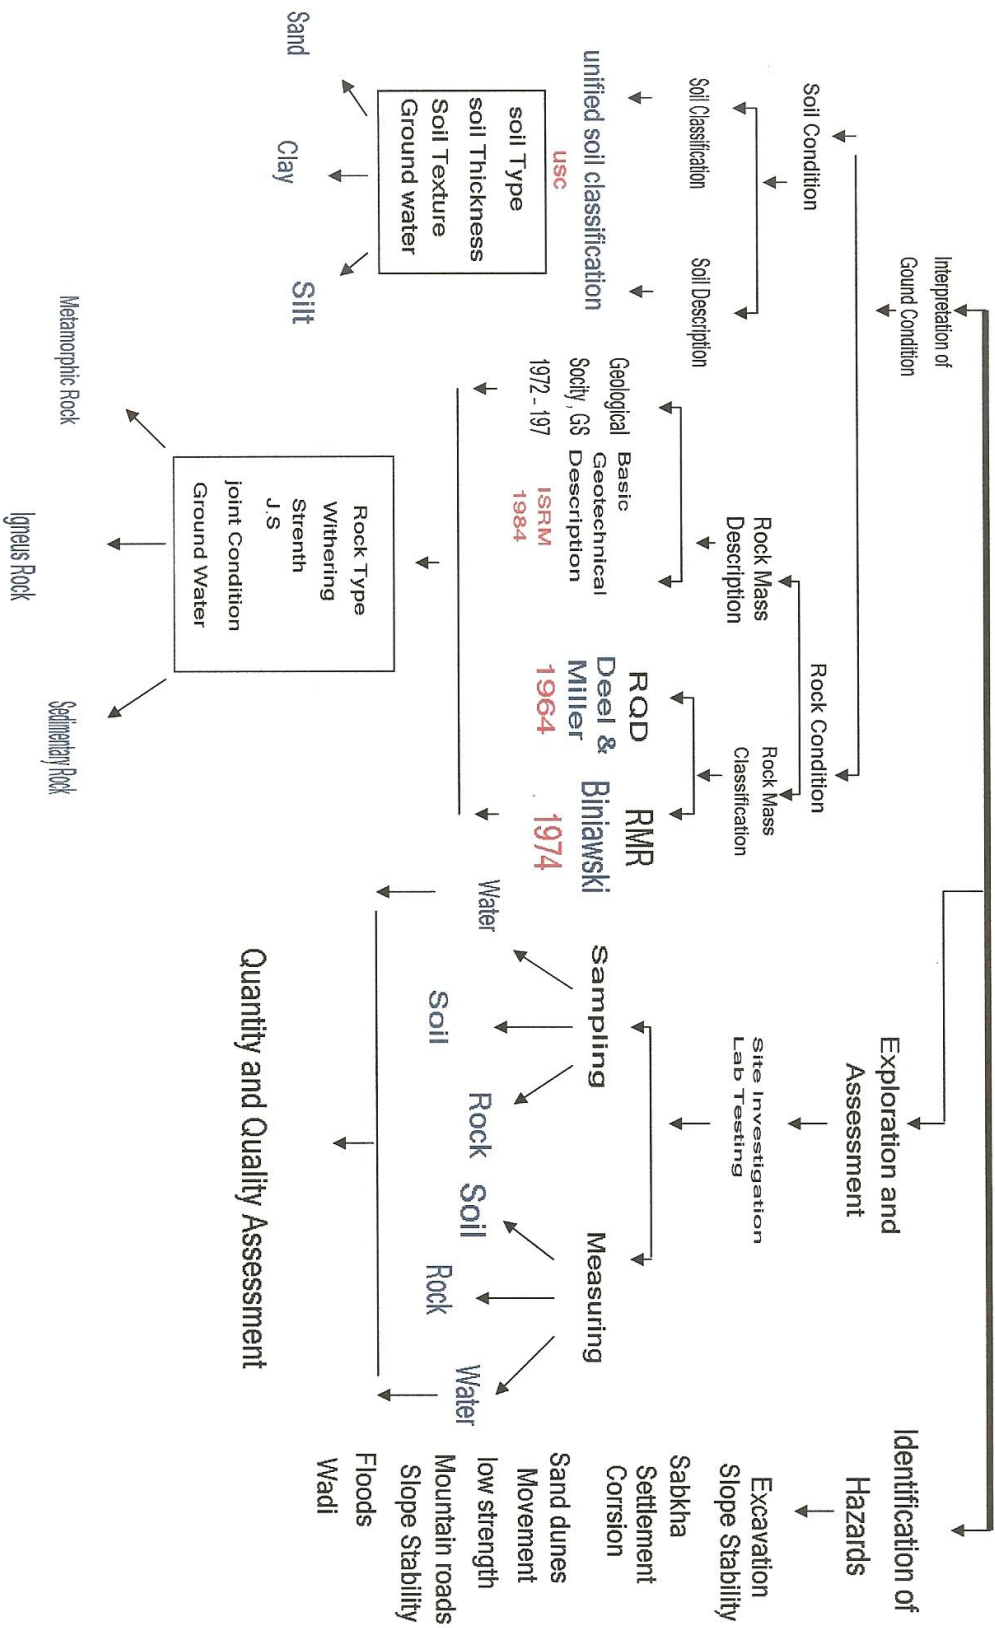 Interpretation of
Gound Condition
Soil Condition
Soil Classification
Soil Description
unified soil classification
usc
soil Type
soil Thickness
Soil Texture
Ground water
Sand
Clay
Silt
Rock Condition
Rock Mass
Description
Geological
Socity , GS
1972 - 197
Basic
Geotechnical
Description
ISRM
1984
Rock Mass
Classification
RQD
Deel &
Miller
1964
RMR
Biniawski
1974
Rock Type
Withering
Strenth
J.S
joint Condition
Ground Water
Metamorphic Rock
Igneus Rock
Sedimentary Rock
Exploration and
Assessment
Site Investigation
Lab Testing
Sampling
Water
Soil
Rock
Measuring
Soil
Rock
Water
Quantity and Quality Assessment
Identification of
Hazards
Excavation
Slope Stability
Sabkha
Settlement
Corrsion
Sand dunes
Movement
low strength
Mountain roads
Slope Stability
Floods
Wadi